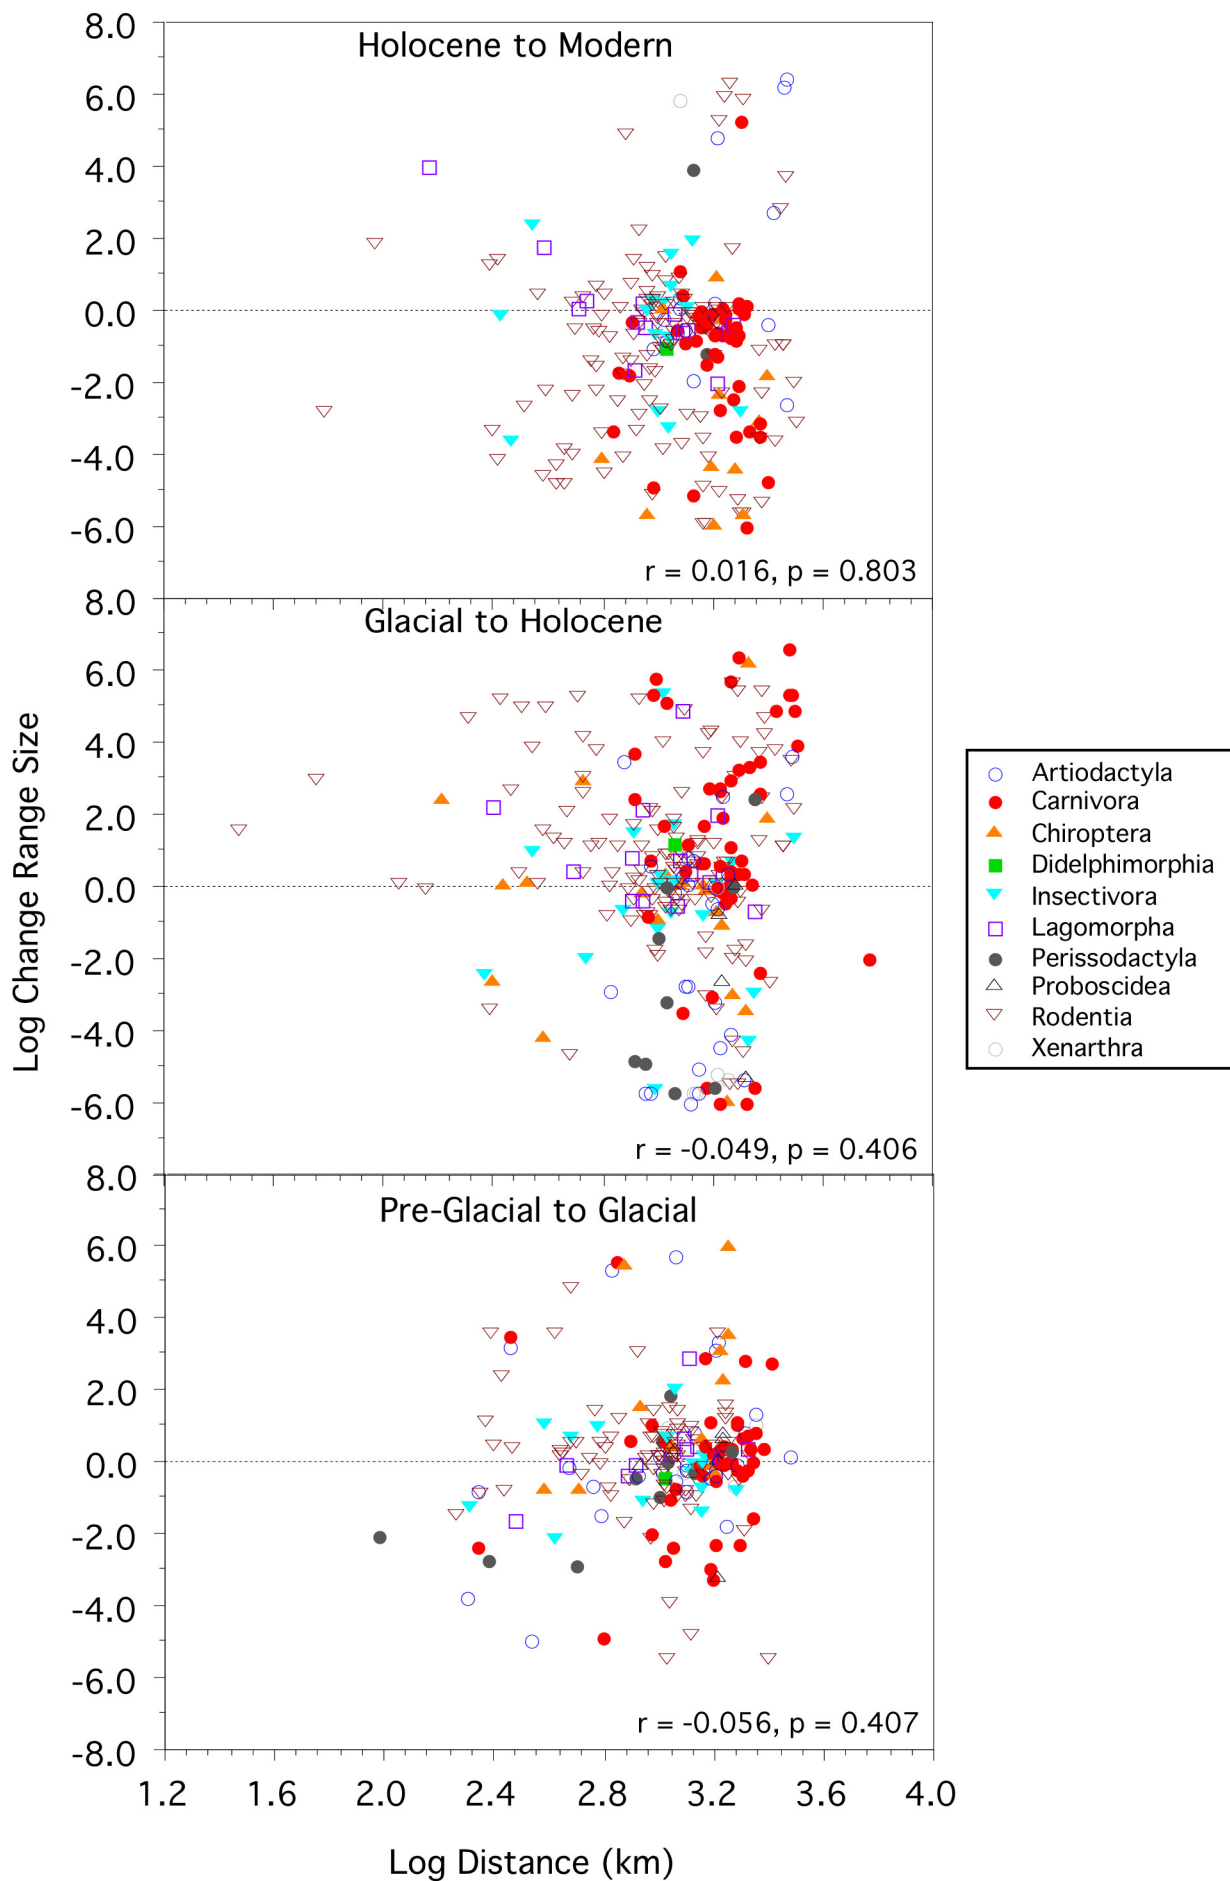 8.0
Holocene to Modern
6.0
4.0
2.0
0.0
-2.0
-4.0
-6.0
r = 0.016, p = 0.803
8.0
Glacial to Holocene
6.0
4.0
2.0
0.0
-2.0
-4.0
-6.0
r = -0.049, p = 0.406
8.0
Pre-Glacial to Glacial
6.0
4.0
2.0
0.0
-2.0
-4.0
-6.0
r = -0.056, p = 0.407
-8.0
1.2 1.6 2.0 2.4 2.8 3.2 3.6 4.0
Log Distance (km)
Log Change Range Size
Artiodactyla
Carnivora
Chiroptera
Didelphimorphia
Insectivora
Lagomorpha
Perissodactyla
Proboscidea
Rodentia
Xenarthra